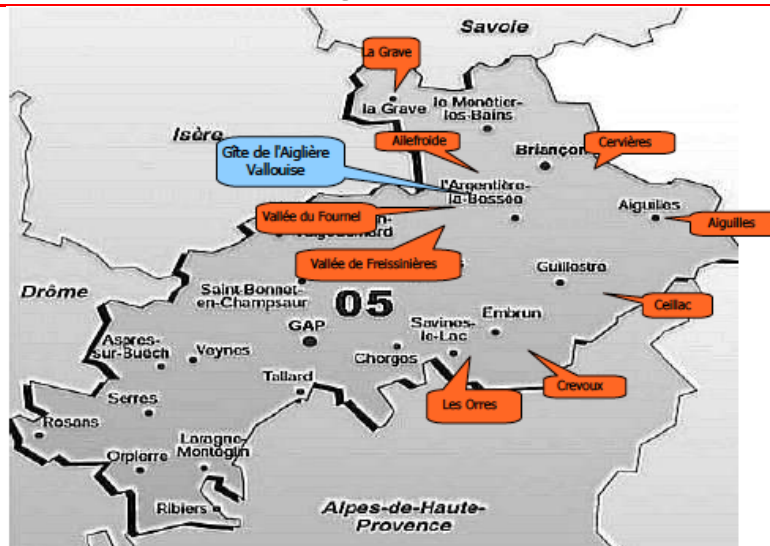 Savoie
La Grave
la Grave
le Monêtier-
los-Bains
Isère
Ailefroide
Cervières
Briançon
Gîte de l'Aiglière
Vallouise
l'Argentière-
la-Bessée
Vallée du Fournel
Aiguilles
Aiguilles
Vallée de Freissinières
Guillestre
Drôme
Saint-Bonnet-
en-Champsaur
05
Ceillac
GAP
Savines-
le-Lac
Embrun
Aspres-
sur-Buëch
Veynes
Chorges
Tallard
Crevoux
Les Orres
Serres
Rosans
Laragne-
Montéglin
Orpierre
Ribiers
Alpes-de-Haute-
Provence